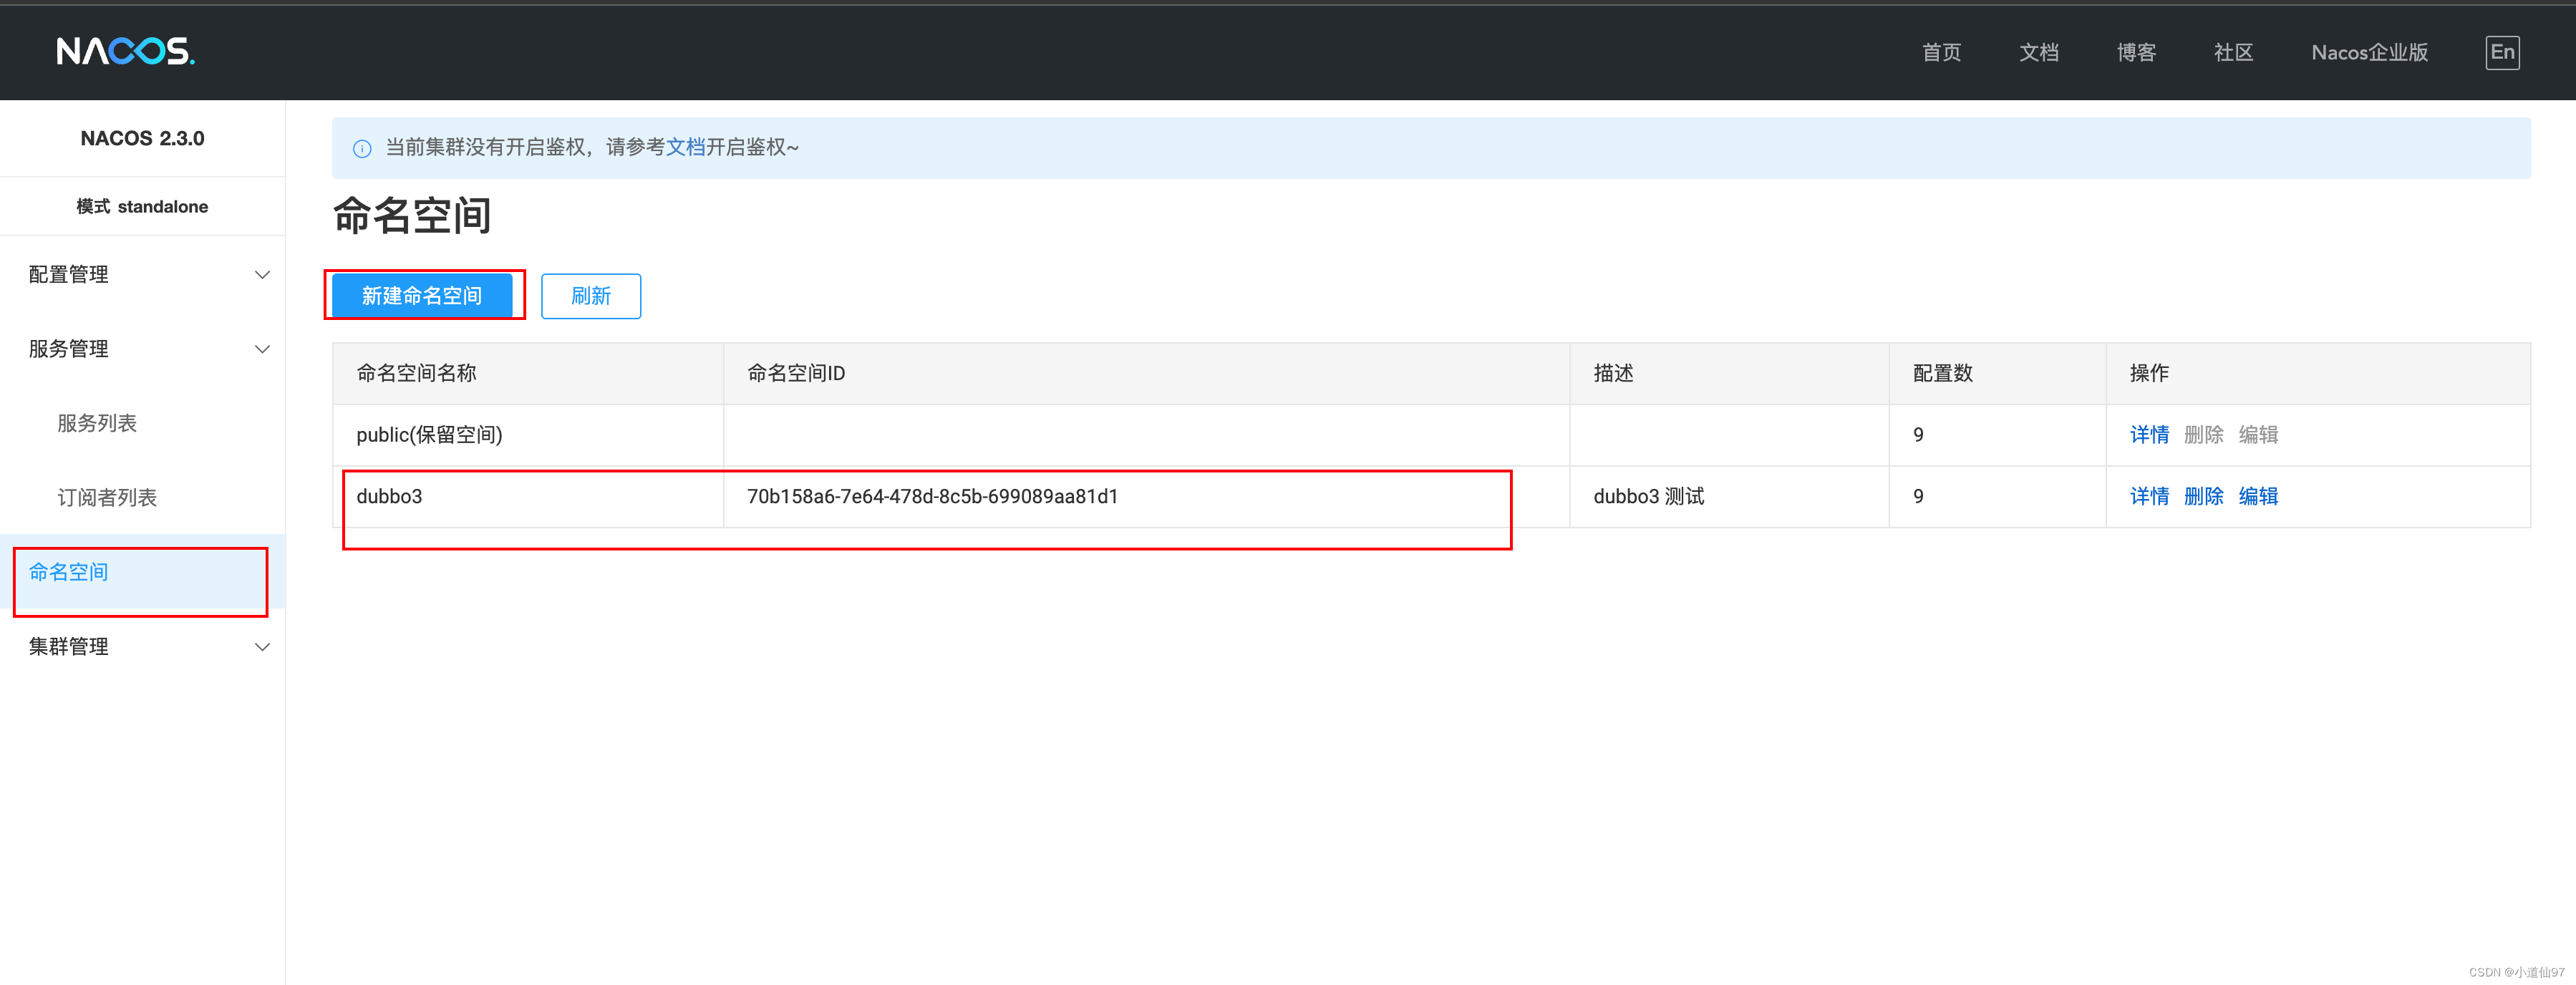 NACOS.
首页 文档 博客 社区 Nacos企业版 En
NACOS 2.3.0
模式 standalone
配置管理
服务管理
服务列表
订阅者列表
命名空间
集群管理
当前集群没有开启鉴权，请参考文档开启鉴权~
命名空间
新建命名空间 刷新
命名空间名称 命名空间ID 描述 配置数 操作
public(保留空间) 9 详情 删除 编辑
dubbo3 70b158a6-7e64-478d-8c5b-699089aa81d1 dubbo3 测试 9 详情 删除 编辑
CSDN @小道仙97